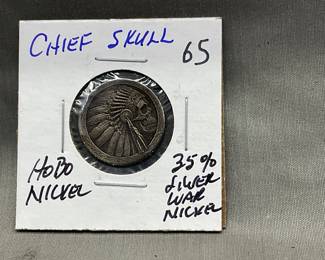 CHIEF SKULL 65
HOBO
NICKEL
35%
SILVER
WAR
NICKEL